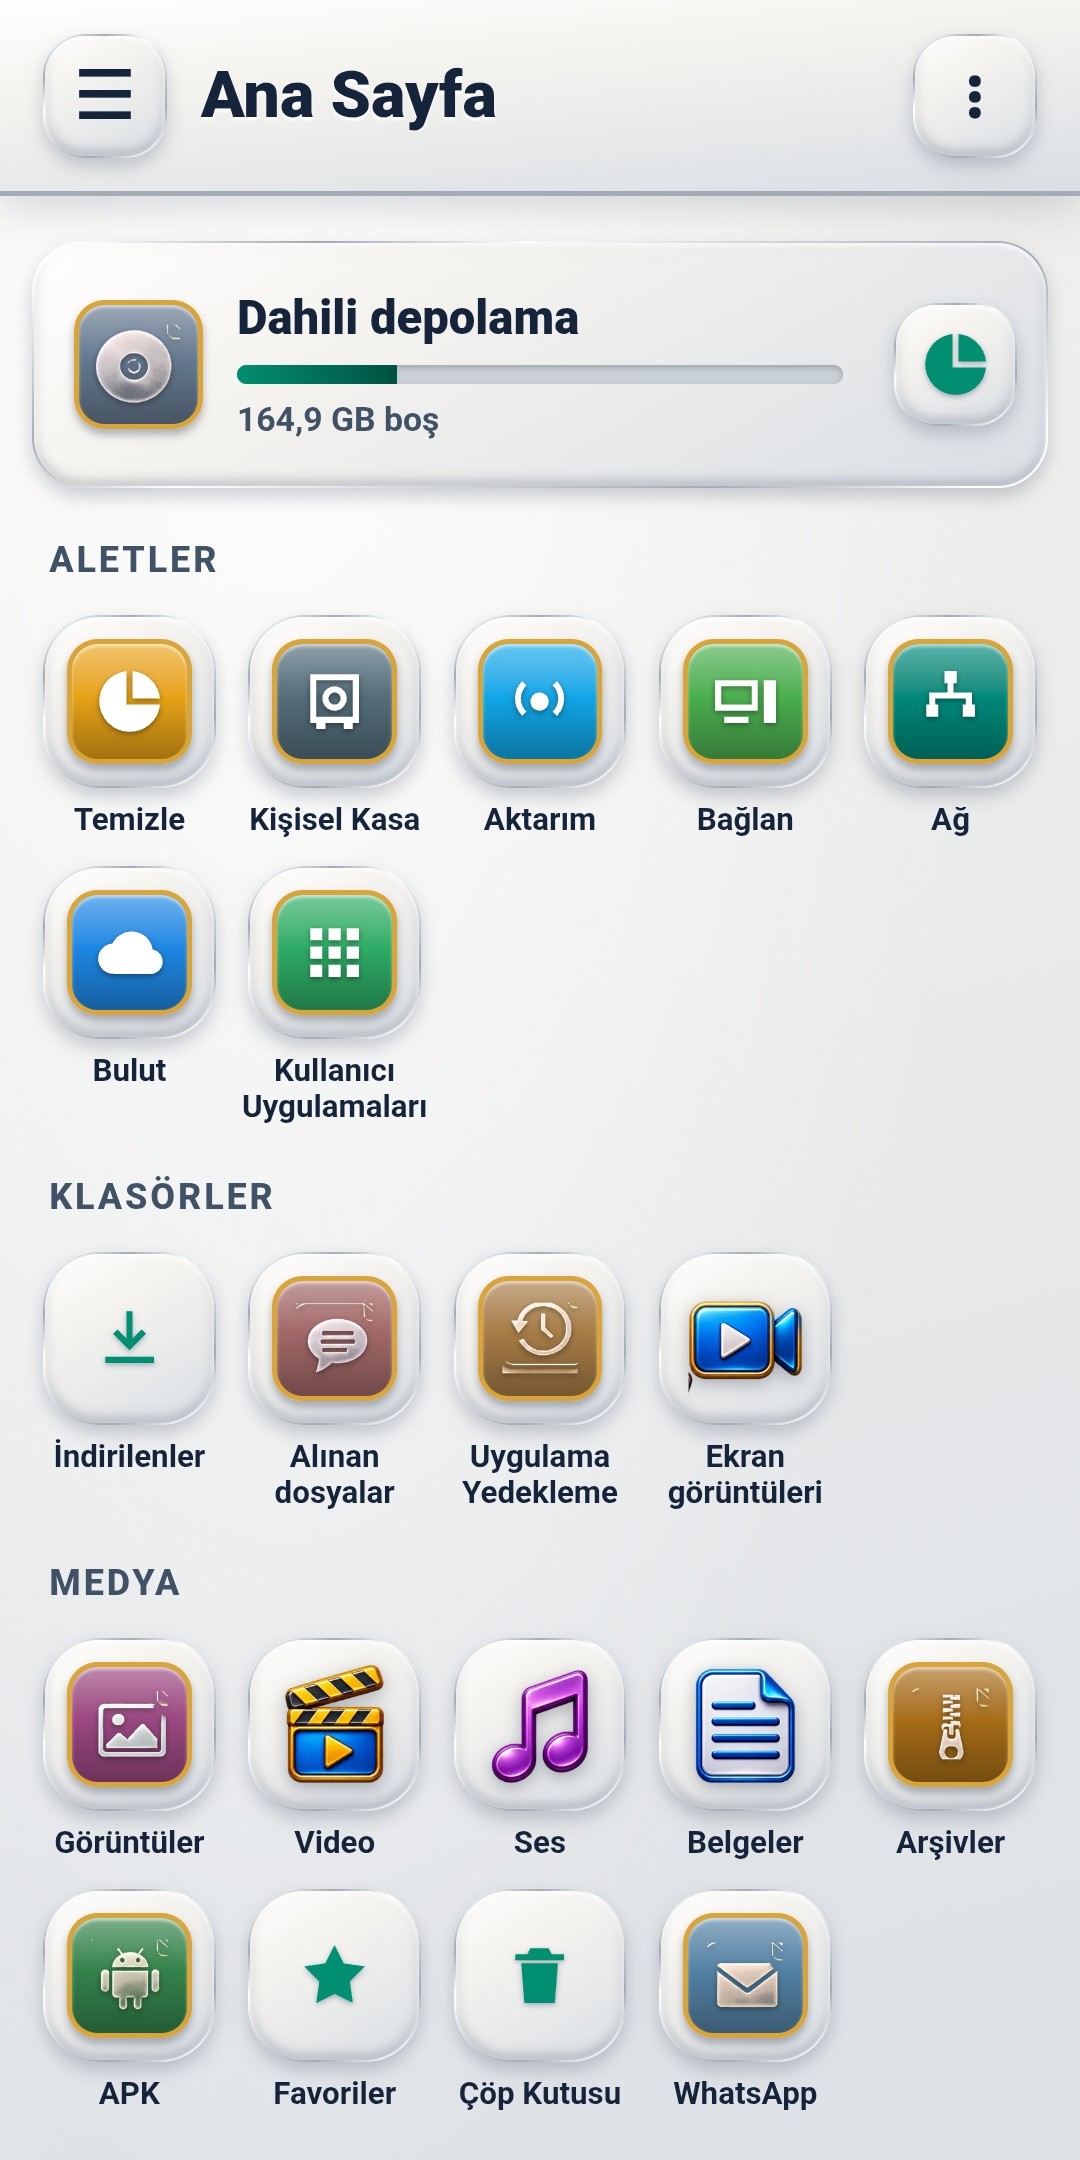 Ana Sayfa
Dahili depolama
164,9 GB boş
ALETLER
Temizle
Kişisel Kasa
Aktarım
Bağlan
Ağ
Bulut
Kullanıcı
Uygulamaları
KLASÖRLER
İndirilenler
Alınan
dosyalar
Uygulama
Yedekleme
Ekran
görüntüleri
MEDYA
Görüntüler
Video
Ses
Belgeler
Arşivler
APK
Favoriler
Çöp Kutusu
WhatsApp